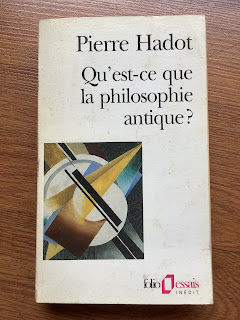 Pierre Hadot
Qu'est-ce que
la philosophie
antique ?
folio essais
INÉDIT